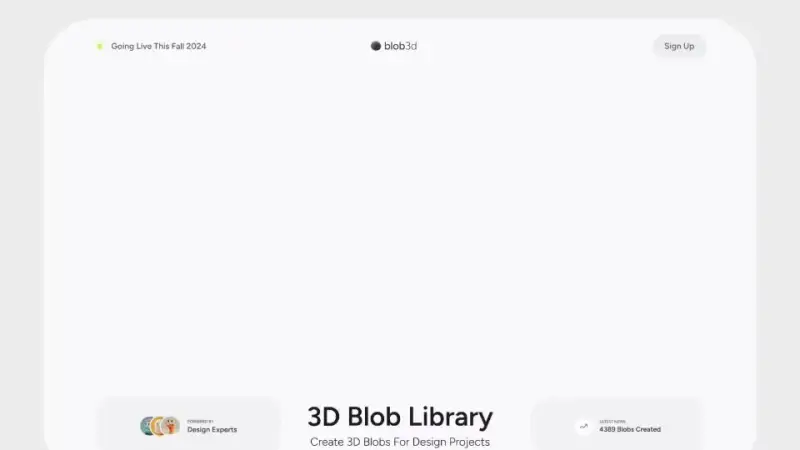 Going Live This Fall 2024
blob3d
Sign Up
Design Experts
3D Blob Library
Create 3D Blobs For Design Projects
4389 Blobs Created